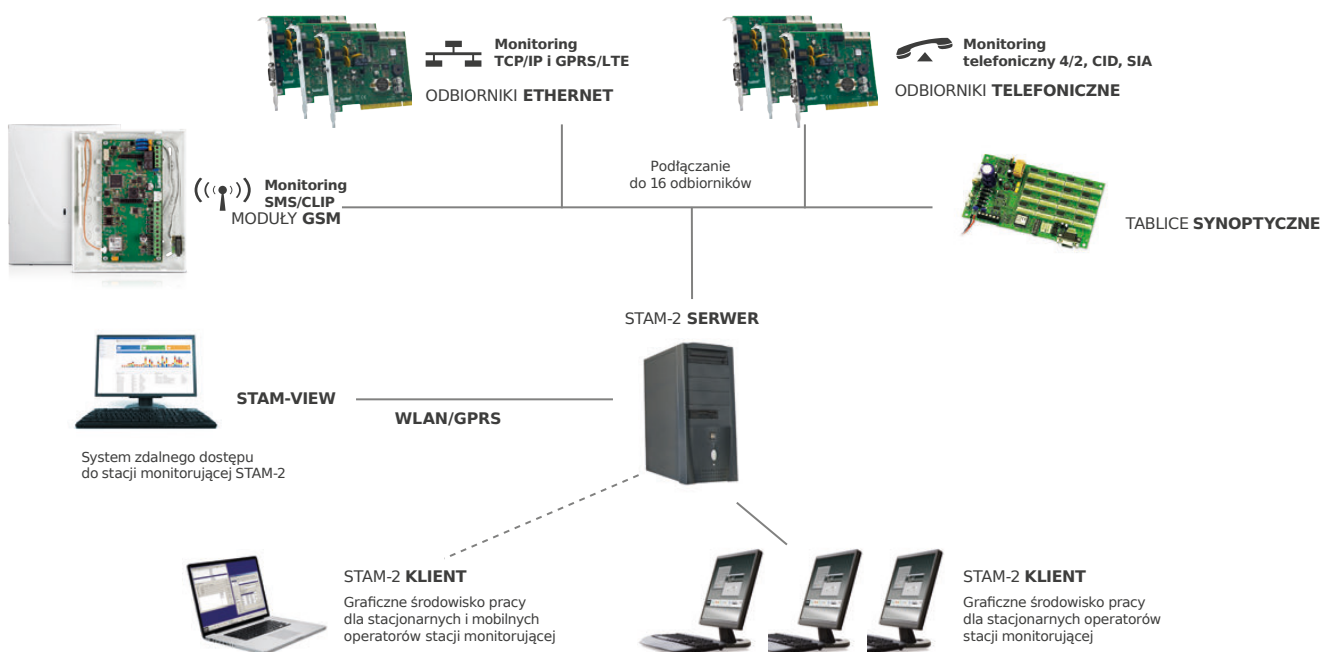 Monitoring
TCP/IP i GPRS/LTE
ODBIORNIKI ETHERNET
Monitoring
telefoniczny 4/2, CID, SIA
ODBIORNIKI TELEFONICZNE
Podłączanie
do 16 odbiorników
Monitoring
SMS/CLIP
MODUŁY GSM
TABLICE SYNOPTYCZNE
STAM-2 SERWER
STAM-VIEW
WLAN/GPRS
System zdalnego dostępu
do stacji monitorującej STAM-2
STAM-2 KLIENT
Graficzne środowisko pracy
dla stacjonarnych i mobilnych
operatorów stacji monitorującej
STAM-2 KLIENT
Graficzne środowisko pracy
dla stacjonarnych operatorów
stacji monitorującej